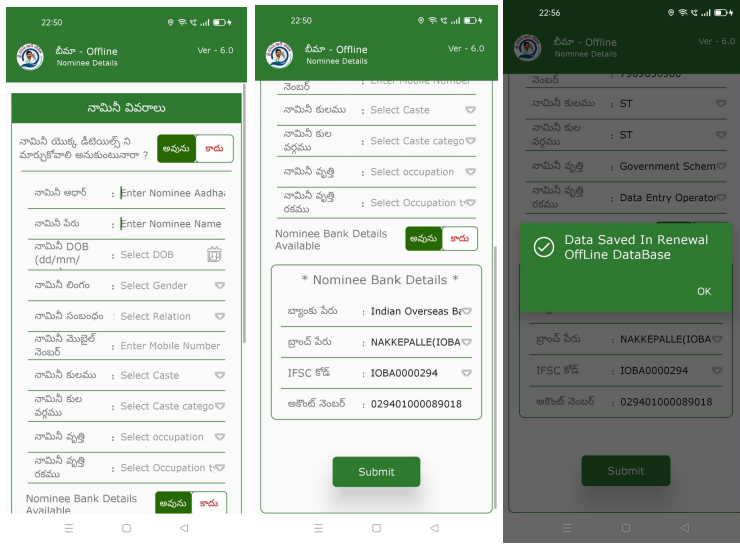 22:50
బీమా - Offline
Nominee Details
Ver - 6.0
నామినీ వివరాలు
నామినీ యొక్క డీటెయిల్స్ ని
మార్చుకోవాలి అనుకుంటునారా ?
అవును
కాదు
నామినీ ఆధార్ : Enter Nominee Aadha
నామినీ పేరు : Enter Nominee Name
నామినీ DOB
(dd/mm/
: Select DOB
నామినీ లింగం : Select Gender
నామినీ సంబంధం : Select Relation
నామినీ మొబైల్
నెంబర్
: Enter Mobile Number
నామినీ కులము : Select Caste
నామినీ కుల
వర్గము
: Select Caste catego
నామినీ వృత్తి : Select occupation
నామినీ వృత్తి
రకము
: Select Occupation t
Nominee Bank Details
Available
అవును
కాదు
22:50
బీమా - Offline
Nominee Details
Ver - 6.0
నెంబర్
: Enter Mobile Number
నామినీ కులము : Select Caste
నామినీ కుల
వర్గము
: Select Caste catego
నామినీ వృత్తి : Select occupation
నామినీ వృత్తి
రకము
: Select Occupation t
Nominee Bank Details
Available
అవును
కాదు
* Nominee Bank Details *
బ్యాంకు పేరు : Indian Overseas Ba
బ్రాంచ్ పేరు : NAKKEPALLE(IOBA
IFSC కోడ్ : IOBA0000294
అకౌంట్ నెంబర్ : 029401000089018
Submit
22:56
బీమా - Offline
Nominee Details
Ver - 6.0
నెంబర్
నామినీ కులము : ST
నామినీ కుల
వర్గము
: ST
నామినీ వృత్తి : Government Schem
నామినీ వృత్తి
రకము
: Data Entry Operator
Data Saved In Renewal
OffLine DataBase
OK
బ్రాంచ్ పేరు : NAKKEPALLE(IOBA
IFSC కోడ్ : IOBA0000294
అకౌంట్ నెంబర్ : 029401000089018
Submit